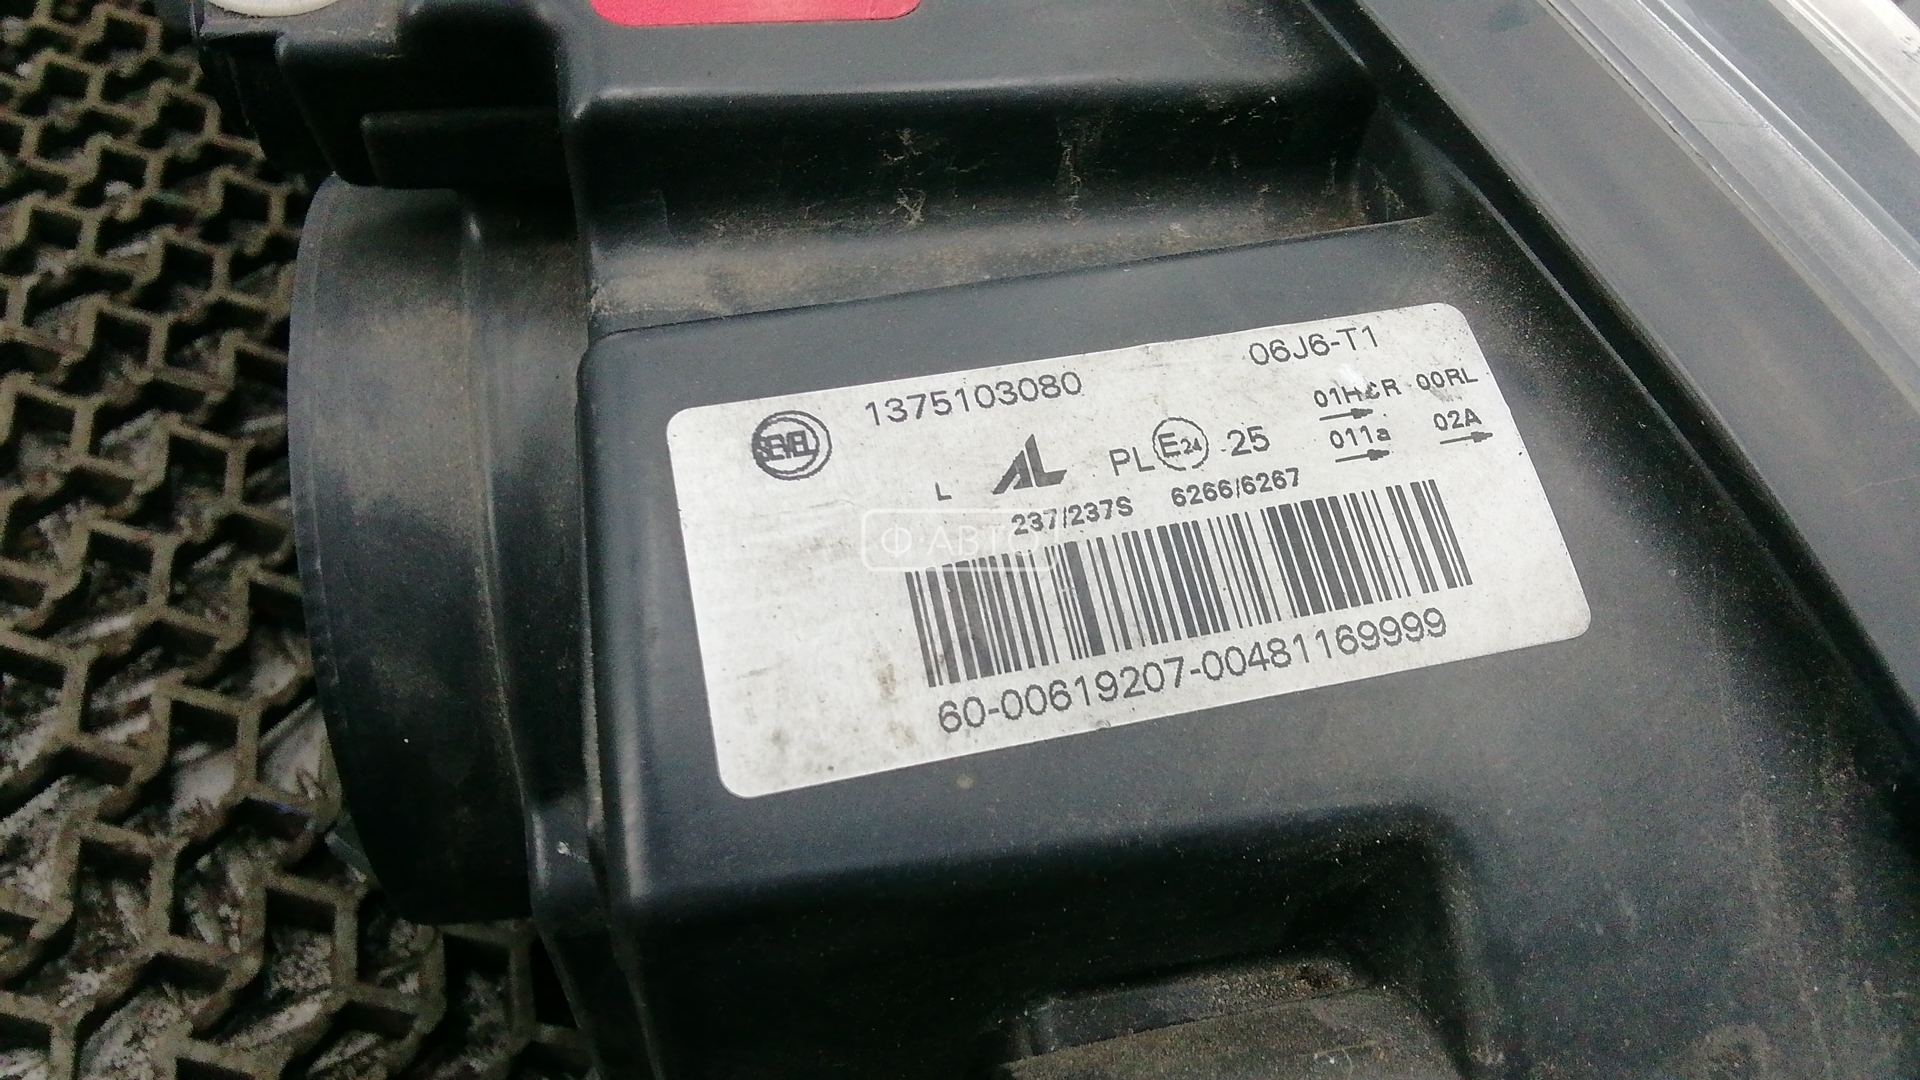 06J6-T1
SEVEL 1375103080
01HCR 00RL
L AL PL E24 25 011a 02A
237/237S 6266/6267
Ф АВТО
60-00619207-00481169999